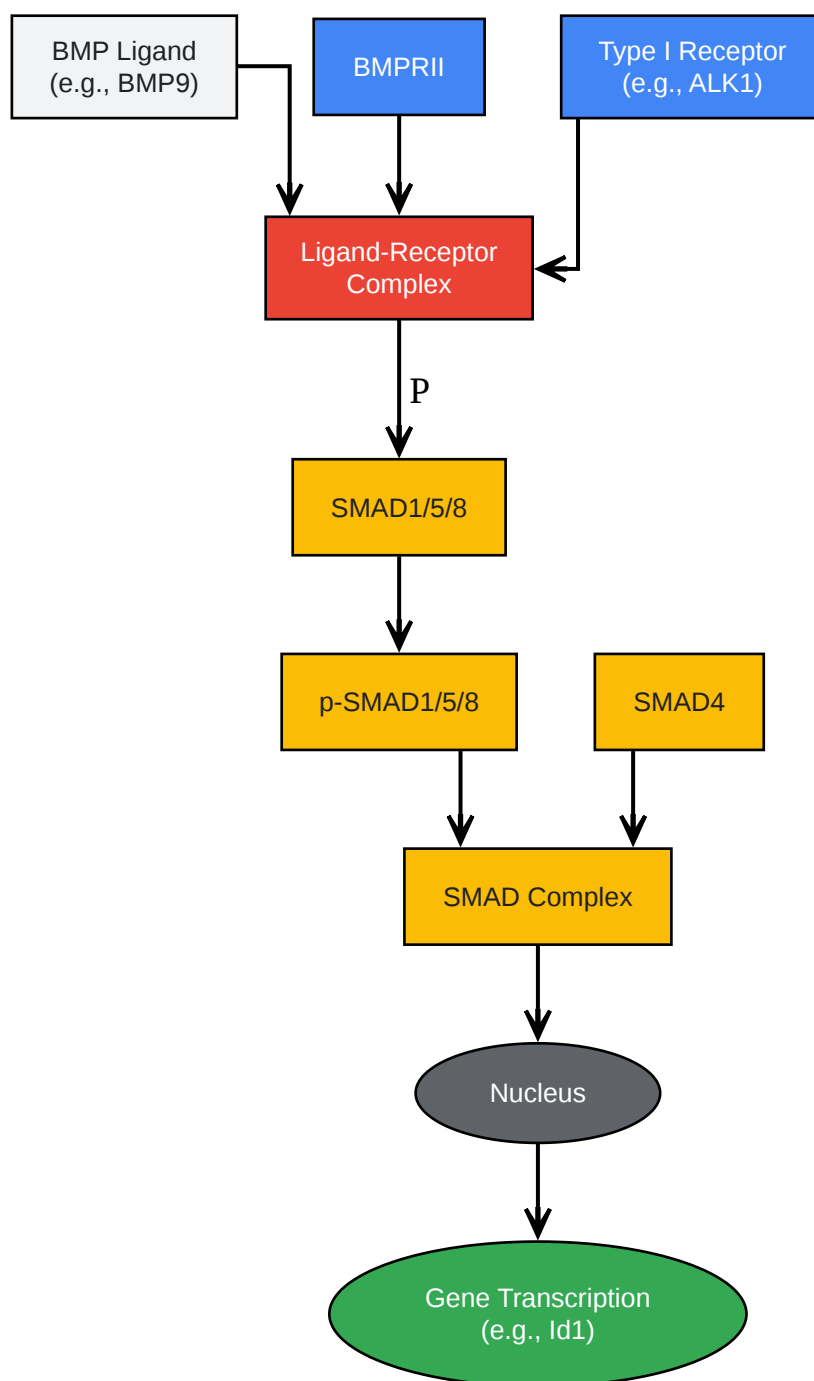 BMP Ligand
(e.g., BMP9)
BMPRII
Type I Receptor
(e.g., ALK1)
Ligand-Receptor
Complex
P
SMAD1/5/8
p-SMAD1/5/8
SMAD4
SMAD Complex
Nucleus
Gene Transcription
(e.g., Id1)